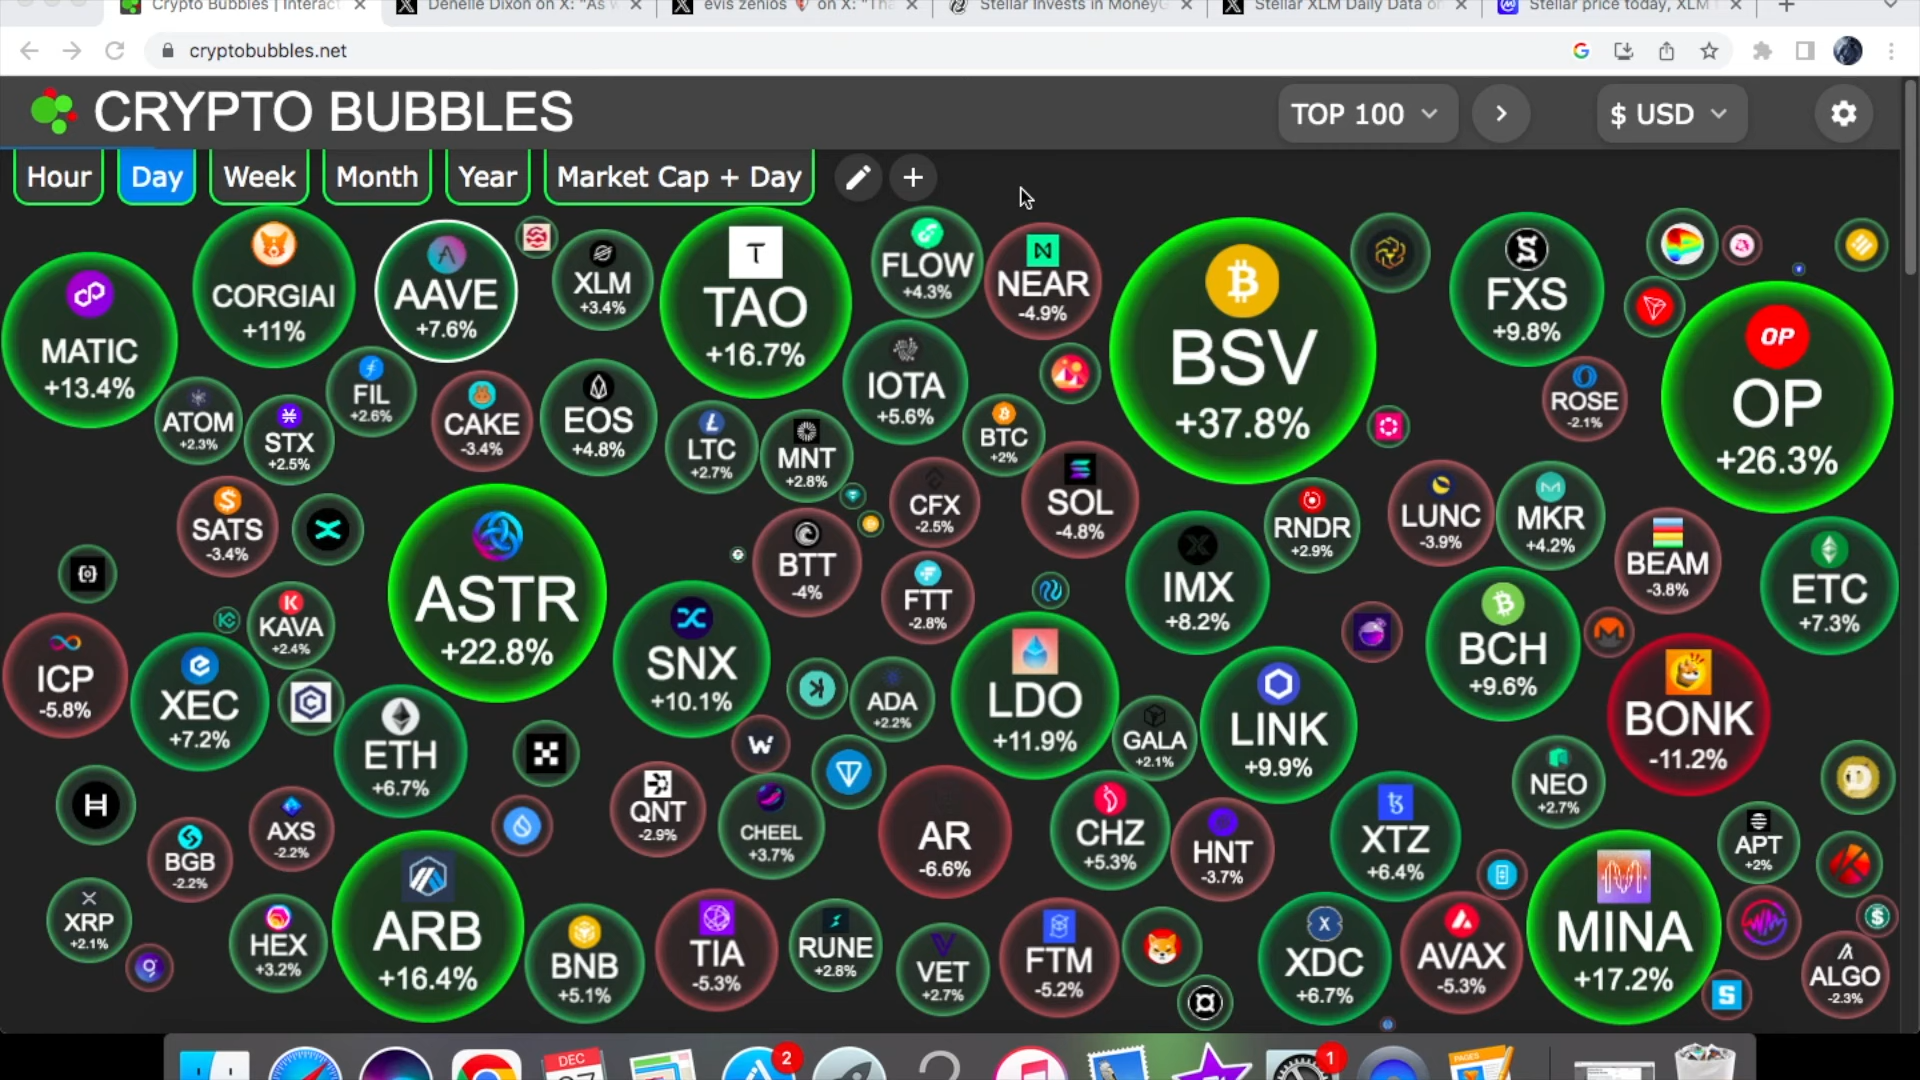 Crypto Bubbles | Interact
Denelle Dixon on X: "As w
evis zenios
on X: "Tha
Stellar Invests in MoneyG
Stellar XLM Daily Data on
Stellar price today, XLM
cryptobubbles.net
CRYPTO BUBBLES
TOP 100
$ USD
Hour
Day
Week
Month
Year
Market Cap + Day
MATIC
+13.4%
CORGIAI
+11%
AAVE
+7.6%
XLM
+3.4%
TAO
+16.7%
FLOW
+4.3%
NEAR
-4.9%
BSV
+37.8%
FXS
+9.8%
OP
OP
+26.3%
ATOM
+2.3%
STX
+2.5%
FIL
+2.6%
CAKE
-3.4%
EOS
+4.8%
LTC
+2.7%
MNT
+2.8%
IOTA
+5.6%
BTC
+2%
ROSE
-2.1%
SATS
-3.4%
ASTR
+22.8%
BTT
-4%
CFX
-2.5%
SOL
-4.8%
FTT
-2.8%
IMX
+8.2%
RNDR
+2.9%
LUNC
-3.9%
MKR
+4.2%
BEAM
-3.8%
ETC
+7.3%
ICP
-5.8%
XEC
+7.2%
KAVA
+2.4%
ETH
+6.7%
SNX
+10.1%
ADA
+2.2%
LDO
+11.9%
GALA
+2.1%
LINK
+9.9%
BCH
+9.6%
BONK
-11.2%
BGB
-2.2%
AXS
-2.2%
QNT
-2.9%
CHEEL
+3.7%
AR
-6.6%
CHZ
+5.3%
HNT
-3.7%
XTZ
+6.4%
NEO
+2.7%
APT
+2%
XRP
+2.1%
HEX
+3.2%
ARB
+16.4%
BNB
+5.1%
TIA
-5.3%
RUNE
+2.8%
VET
+2.7%
FTM
-5.2%
XDC
+6.7%
AVAX
-5.3%
MINA
+17.2%
ALGO
-2.3%
DEC
2
1
PAGES